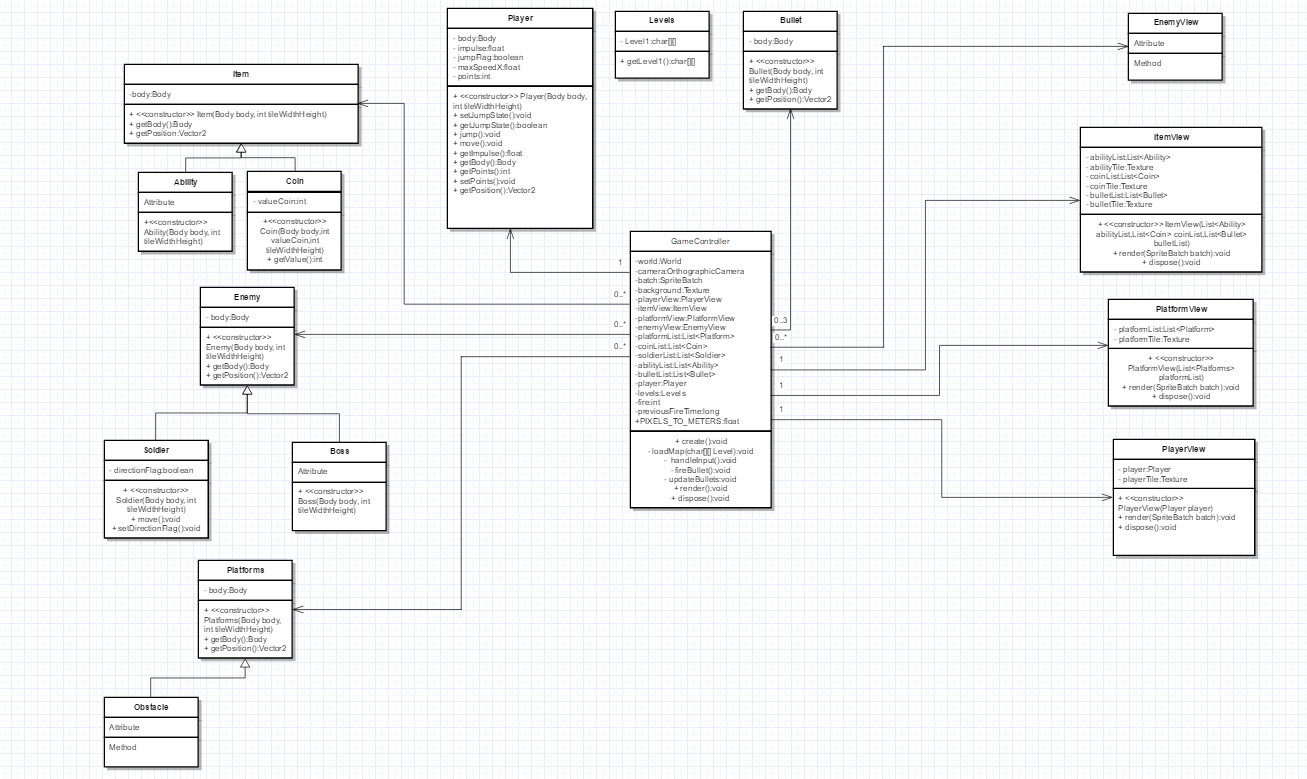 Item
-body:Body
+ <<constructor>> Item(Body body, int tileWidthHeight)
+ getBody():Body
+ getPosition:Vector2
Ability
Attribute
+<<constructor>>
Ability(Body body, int
tileWidthHeight)
Coin
- valueCoin:int
+<<constructor>>
Coin(Body body,int
valueCoin,int
tileWidthHeight)
+ getValue():int
Enemy
- body:Body
+ <<constructor>>
Enemy(Body body, int
tileWidthHeight)
+ getBody():Body
+ getPosition():Vector2
Soldier
- directionFlag:boolean
+ <<constructor>>
Soldier(Body body, int
tileWidthHeight)
+ move():void
+ setDirectionFlag():void
Boss
Attribute
+ <<constructor>>
Boss(Body body, int
tileWidthHeight)
Platforms
- body:Body
+ <<constructor>>
Platforms(Body body,
int tileWidthHeight)
+ getBody():Body
+ getPosition():Vector2
Obstacle
Attribute
Method
Player
- body:Body
- impulse:float
- jumpFlag:boolean
- maxSpeedX:float
- points:int
+ <<constructor>> Player(Body body,
int tileWidthHeight)
+ setJumpState():void
+ getJumpState():boolean
+ jump():void
+ move():void
+ getImpulse():float
+ getBody():Body
+ getPoints():int
+ setPoints():void
+ getPosition():Vector2
Levels
- Level1:char[][]
+ getLevel1():char[][]
Bullet
- body:Body
+ <<constructor>>
Bullet(Body body, int
tileWidthHeight)
+ getBody():Body
+ getPosition():Vector2
GameController
-world:World
-camera:OrthographicCamera
-batch:SpriteBatch
-background:Texture
-playerView:PlayerView
-itemView:ItemView
-platformView:PlatformView
-enemyView:EnemyView
-platformList:List<Platform>
-coinList:List<Coin>
-soldierList:List<Soldier>
-abilityList:List<Ability>
-bulletList:List<Bullet>
-player:Player
-levels:Levels
-fire:int
-previousFireTime:long
+PIXELS_TO_METERS:float
+ create():void
- loadMap(char[][] Level):void
- handleInput():void
- fireBullet():void
- updateBullets:void
+ render():void
+ dispose():void
1
0..*
0..*
0..*
0..3
0..*
1
1
1
EnemyView
Attribute
Method
ItemView
- abilityList:List<Ability>
- abilityTile:Texture
- coinList:List<Coin>
- coinTile:Texture
- bulletList:List<Bullet>
- bulletTile:Texture
+ <<constructor>> ItemView(List<Ability>
abilityList,List<Coin> coinList,List<Bullet>
bulletList)
+ render(SpriteBatch batch):void
+ dispose():void
PlatformView
- platformList:List<Platform>
- platformTile:Texture
+ <<constructor>>
PlatformView(List<Platforms>
platformList)
+ render(SpriteBatch batch):void
+ dispose():void
PlayerView
- player:Player
- playerTile:Texture
+ <<constructor>>
PlayerView(Player player)
+ render(SpriteBatch batch):void
+ dispose():void